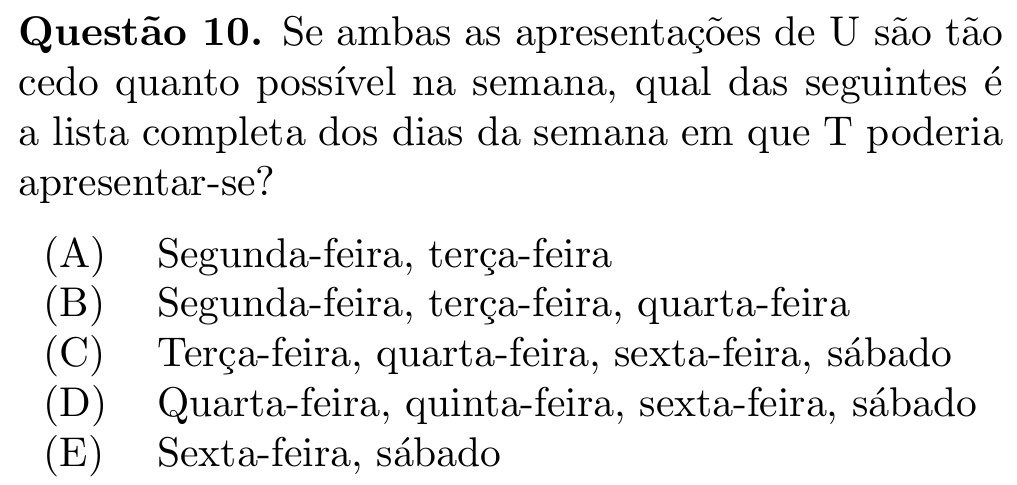 Questão 10. Se ambas as apresentações de U são tão
cedo quanto possível na semana, qual das seguintes é
a lista completa dos dias da semana em que T poderia
apresentar-se?
(A) Segunda-feira, terça-feira
(B) Segunda-feira, terça-feira, quarta-feira
(C) Terça-feira, quarta-feira, sexta-feira, sábado
(D) Quarta-feira, quinta-feira, sexta-feira, sábado
(E) Sexta-feira, sábado